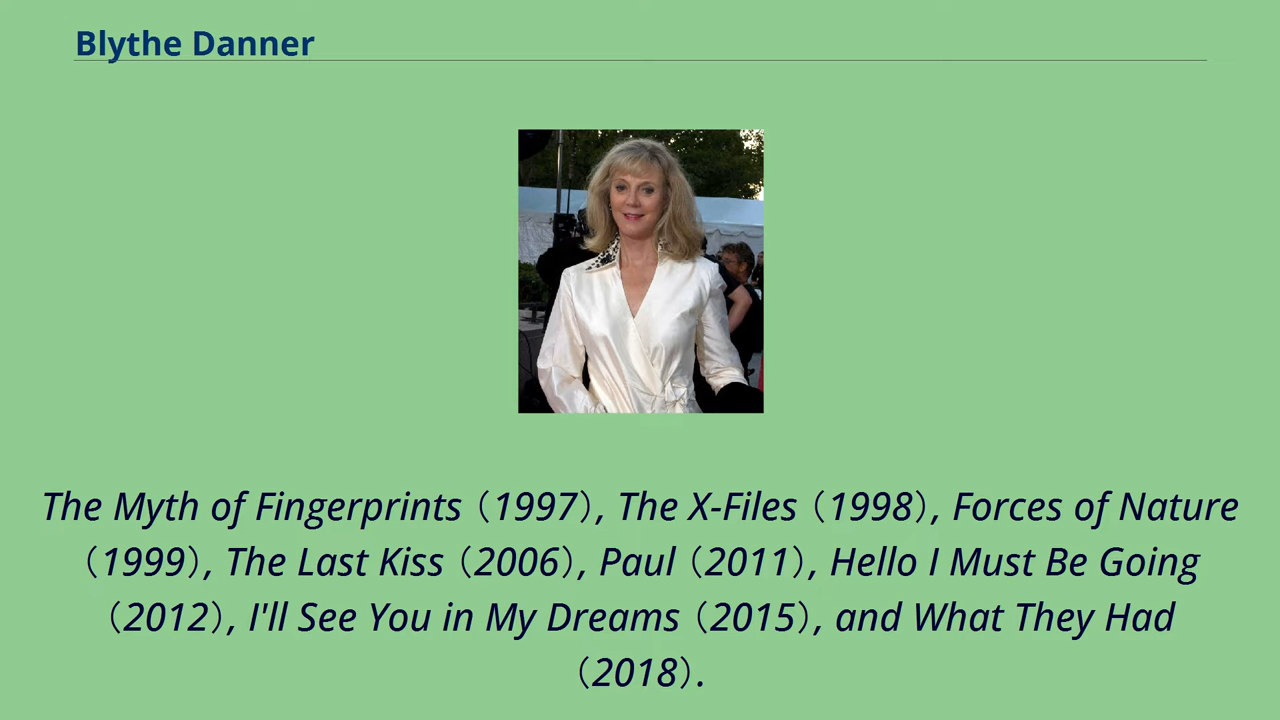 Blythe Danner
The Myth of Fingerprints (1997), The X-Files (1998), Forces of Nature
(1999), The Last Kiss (2006), Paul (2011), Hello I Must Be Going
(2012), I'll See You in My Dreams (2015), and What They Had
(2018).